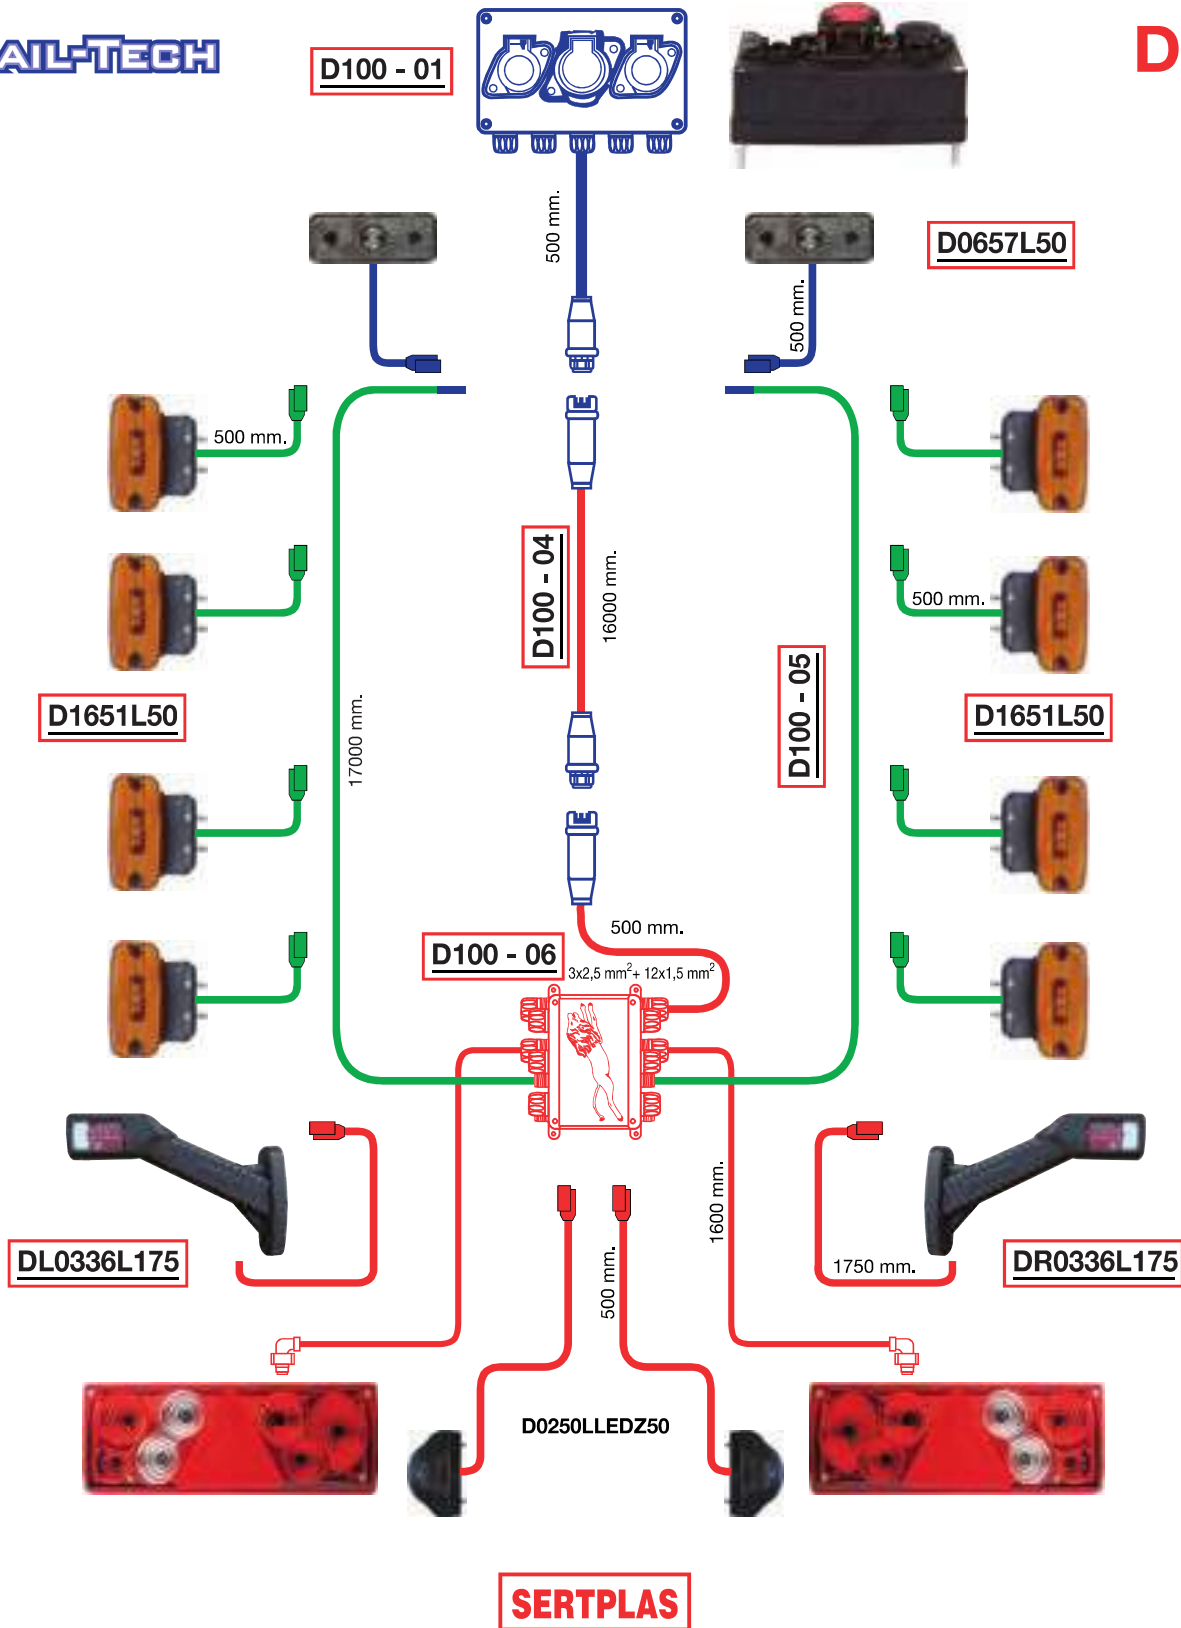 AIL-TECH
D100 - 01
D
500 mm.
D0657L50
500 mm.
500 mm.
D100 - 04
16000 mm.
500 mm.
D1651L50
17000 mm.
D100 - 05
D1651L50
500 mm.
D100 - 06
3x2,5 mm²+ 12x1,5 mm²
DL0336L175
1600 mm.
500 mm.
1750 mm.
DR0336L175
D0250LLEDZ50
SERTPLAS